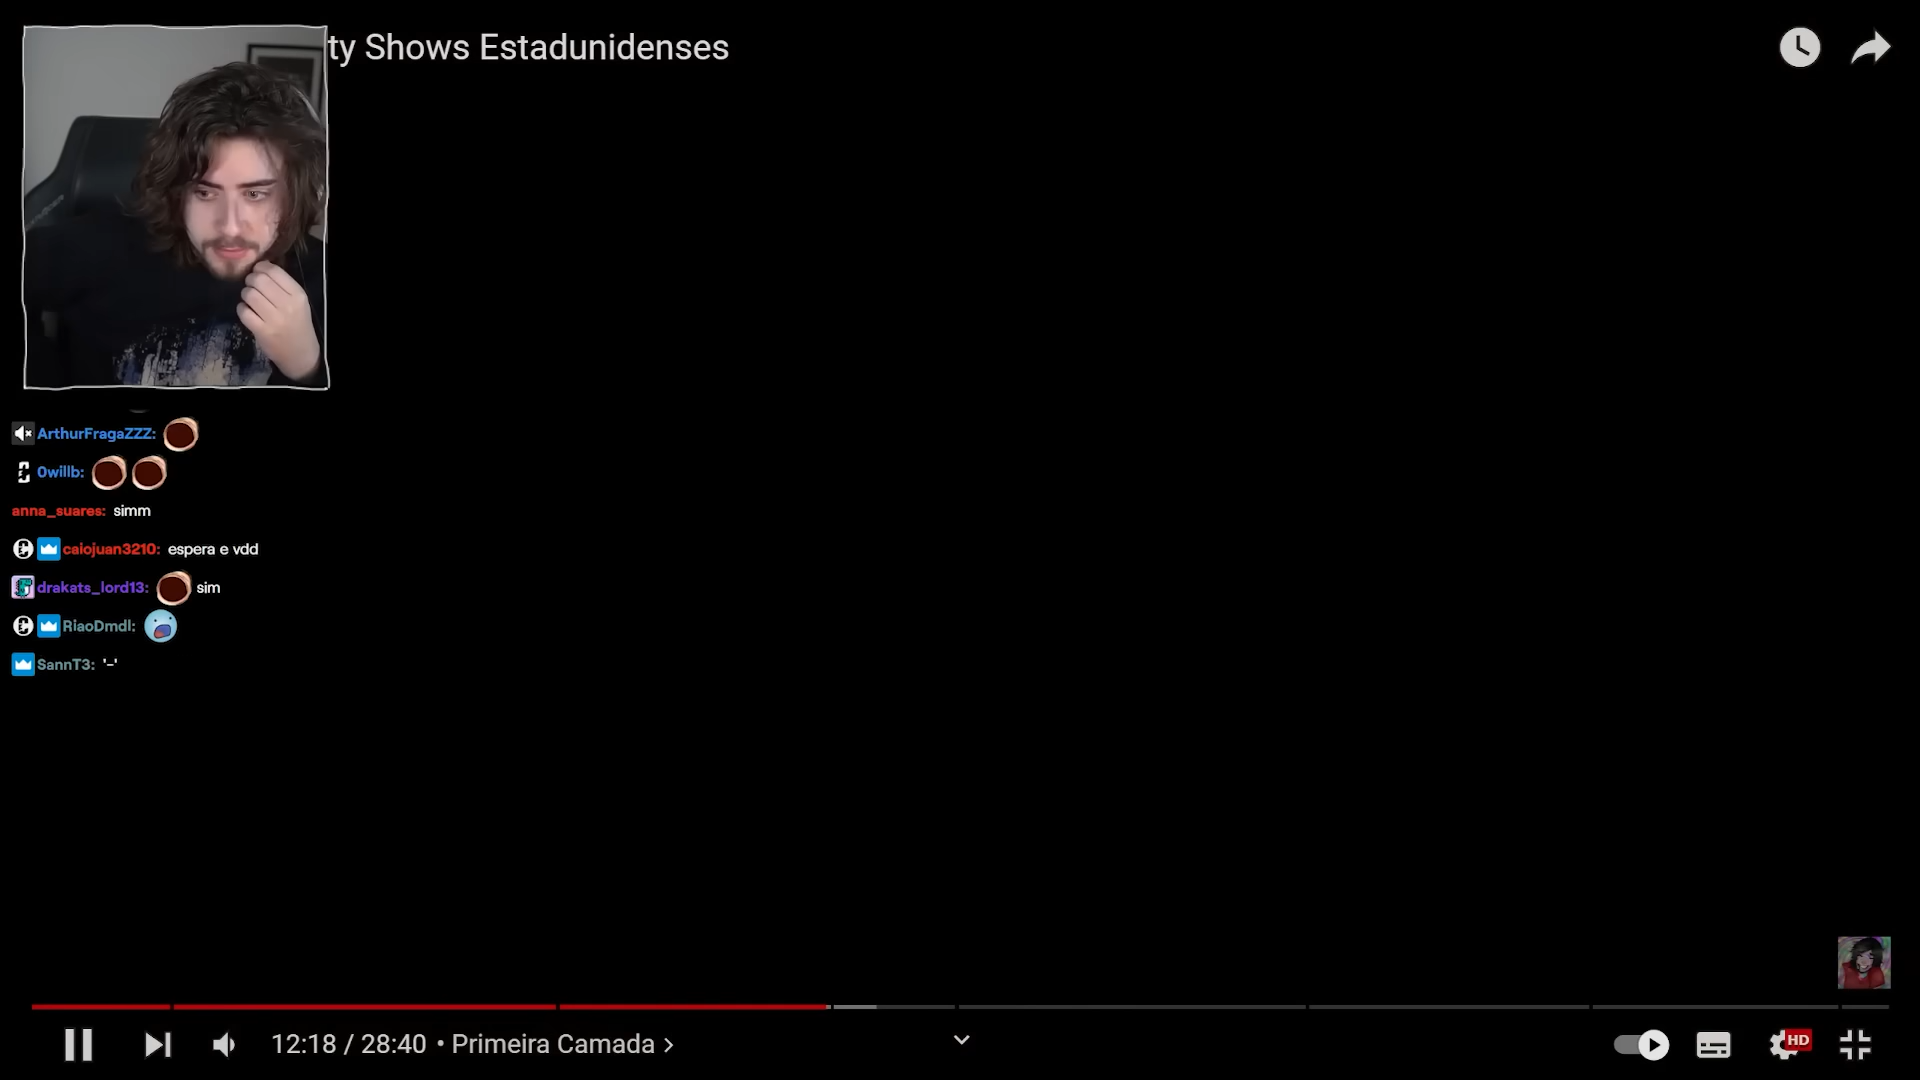 ty Shows Estadunidenses
ArthurFragaZZZ:
0willb:
anna_suares: simm
caiojuan3210: espera e vdd
drakats_lord13: sim
RiaoDmdl:
SannT3: '-'
12:18 / 28:40 • Primeira Camada >
HD